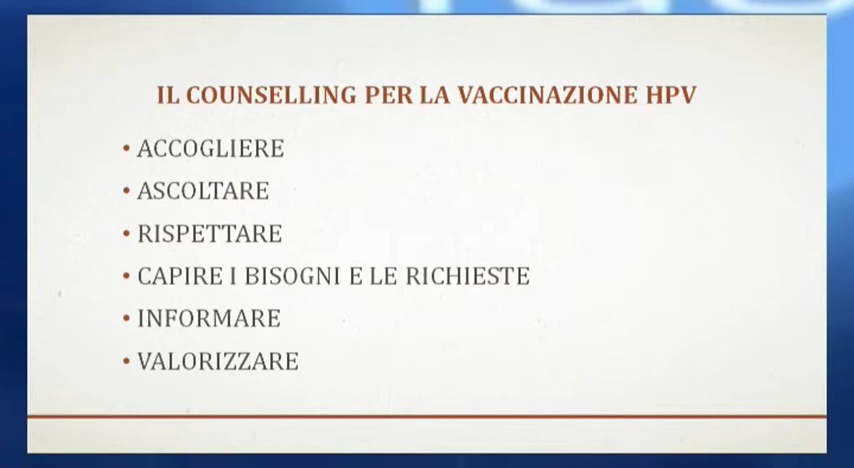 IL COUNSELLING PER LA VACCINAZIONE HPV
• ACCOGLIERE
• ASCOLTARE
• RISPETTARE
• CAPIRE I BISOGNI E LE RICHIESTE
• INFORMARE
• VALORIZZARE